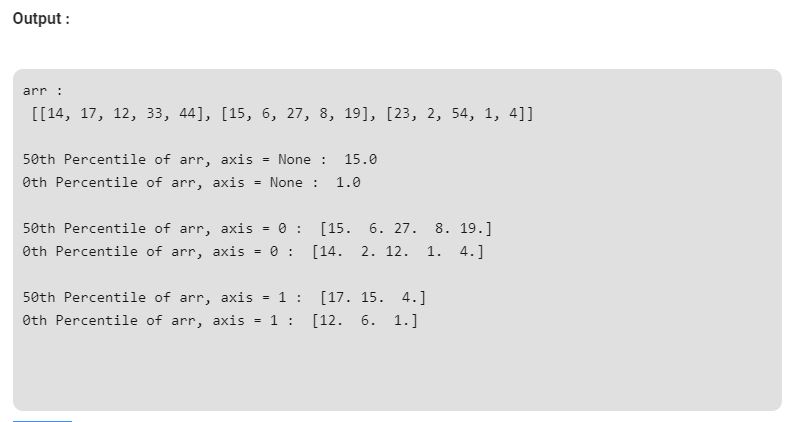 Output :
arr :
[[14, 17, 12, 33, 44], [15, 6, 27, 8, 19], [23, 2, 54, 1, 4]]
50th Percentile of arr, axis = None :  15.0
0th Percentile of arr, axis = None :  1.0
50th Percentile of arr, axis = 0 :  [15.  6. 27.  8. 19.]
0th Percentile of arr, axis = 0 :  [14.  2. 12.  1.  4.]
50th Percentile of arr, axis = 1 :  [17. 15.  4.]
0th Percentile of arr, axis = 1 :  [12.  6.  1.]